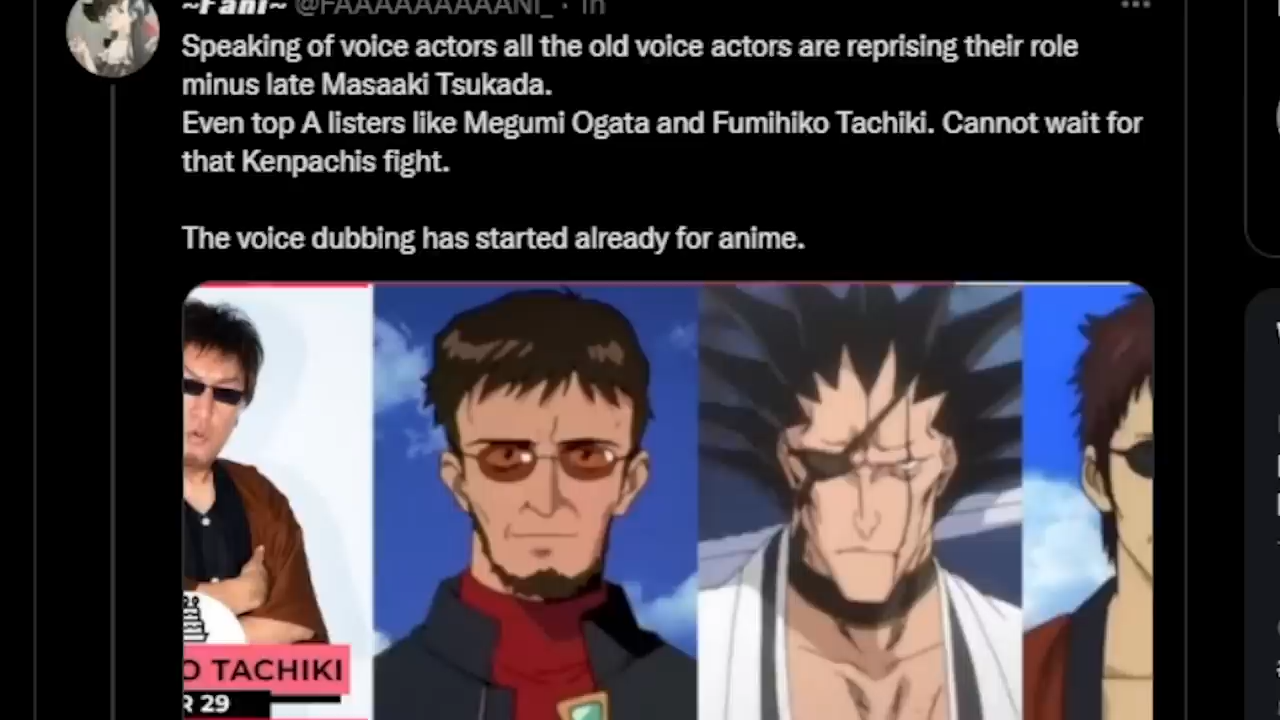 ~Fani~ @FAAAAAAAAANI_ · 1h
Speaking of voice actors all the old voice actors are reprising their role
minus late Masaaki Tsukada.
Even top A listers like Megumi Ogata and Fumihiko Tachiki. Cannot wait for
that Kenpachis fight.
The voice dubbing has started already for anime.
O TACHIKI
R 29